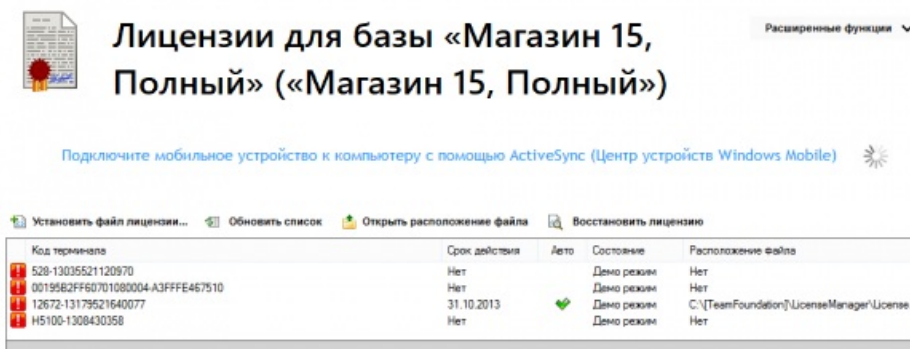 Лицензии для базы «Магазин 15,
Полный» («Магазин 15, Полный»)
Расширенные функции
Подключите мобильное устройство к компьютеру с помощью ActiveSync (Центр устройств Windows Mobile)
Установить файл лицензии... Обновить список Открыть расположение файла Восстановить лицензию
Код терминала Срок действия Авто Состояние Расположение файла
528-13035521120970 Нет Демо режим Нет
00195B2FF60701080004-A3FFFE467510 Нет Демо режим Нет
12672-13179521640077 31.10.2013 Демо режим C:\[TeamFoundation]\LicenseManager\License
H5100-1308430358 Нет Демо режим Нет